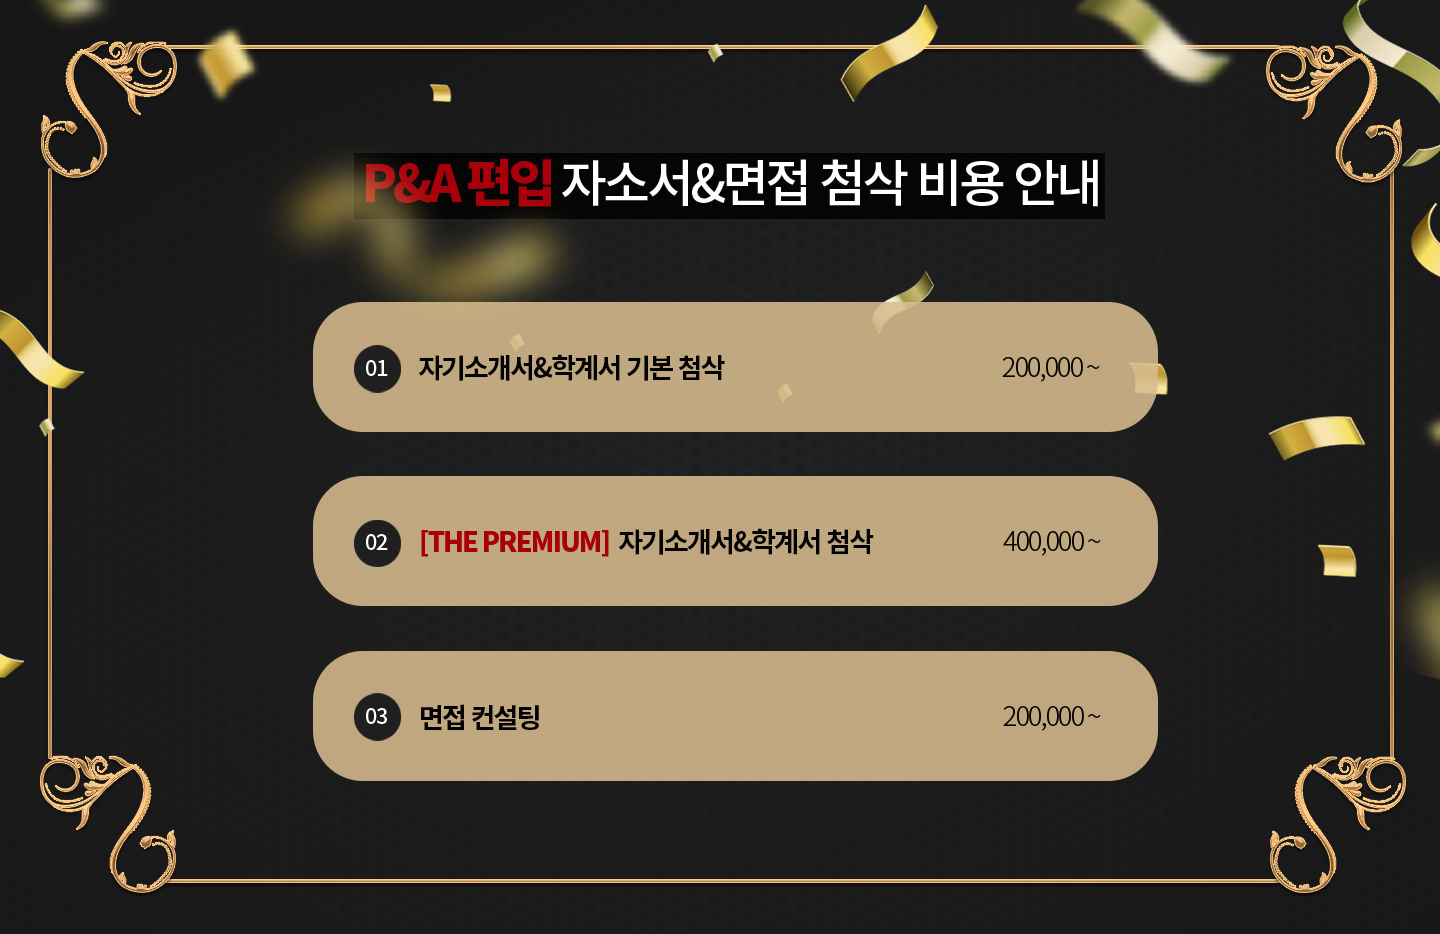 P&A 편입 자소서&면접 첨삭 비용 안내
01 자기소개서&학계서 기본 첨삭 200,000~
02 [THE PREMIUM] 자기소개서&학계서 첨삭 400,000~
03 면접 컨설팅 200,000~